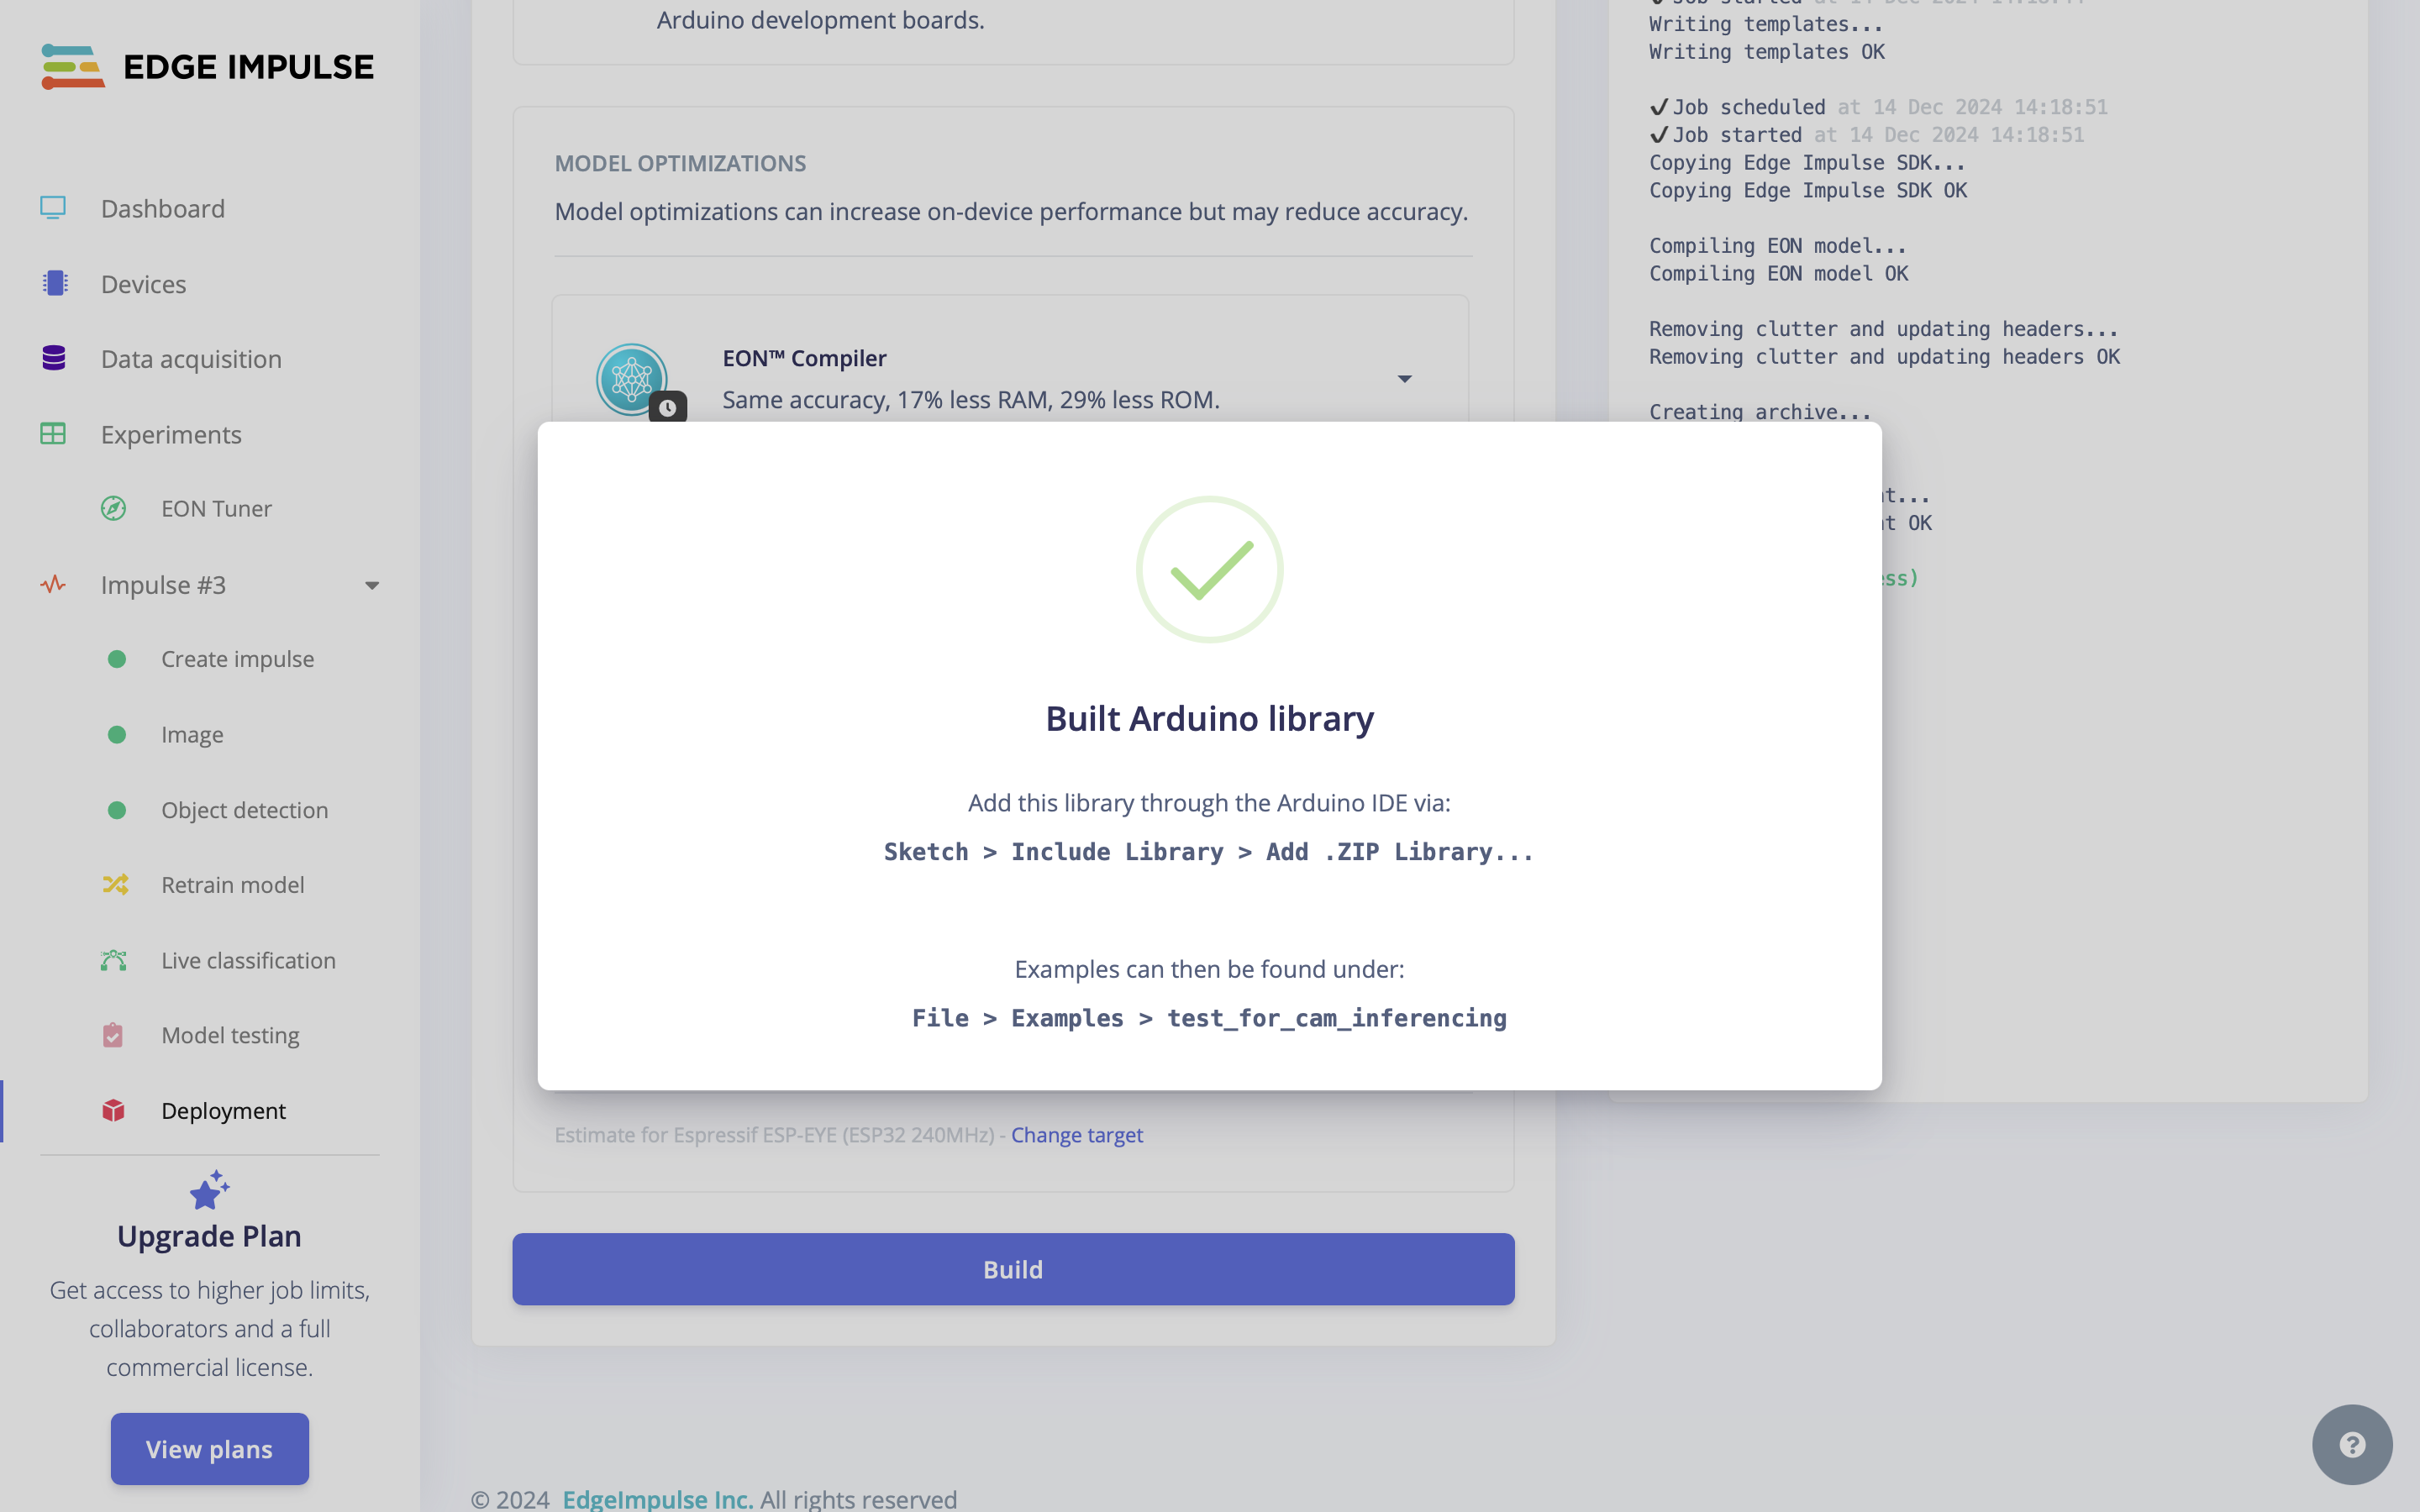 EDGE IMPULSE
Dashboard
Devices
Data acquisition
Experiments
EON Tuner
Impulse #3
Create impulse
Image
Object detection
Retrain model
Live classification
Model testing
Deployment
Upgrade Plan
Get access to higher job limits,
collaborators and a full
commercial license.
View plans
Arduino development boards.
MODEL OPTIMIZATIONS
Model optimizations can increase on-device performance but may reduce accuracy.
EON™ Compiler
Same accuracy, 17% less RAM, 29% less ROM.
Built Arduino library
Add this library through the Arduino IDE via:
Sketch > Include Library > Add .ZIP Library...
Examples can then be found under:
File > Examples > test_for_cam_inferencing
Estimate for Espressif ESP-EYE (ESP32 240MHz) - Change target
Build
© 2024 EdgeImpulse Inc. All rights reserved
Writing templates...
Writing templates OK
Job scheduled at 14 Dec 2024 14:18:51
Job started at 14 Dec 2024 14:18:51
Copying Edge Impulse SDK...
Copying Edge Impulse SDK OK
Compiling EON model...
Compiling EON model OK
Removing clutter and updating headers...
Removing clutter and updating headers OK
Creating archive...
OK